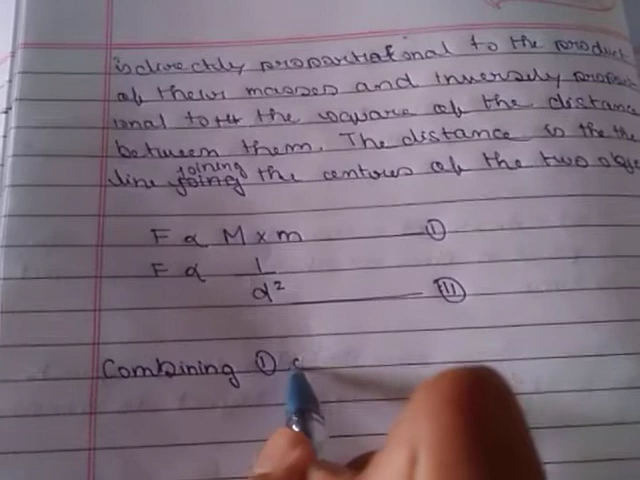 is directly proportional to the product
of their masses and inversely propor
ional to the square of the distance
between them. The distance is the the
line joining the centres of the two obje
F ∝ M × m ——— ①
F ∝ 1
d² ——— Ⅲ
Combining ①